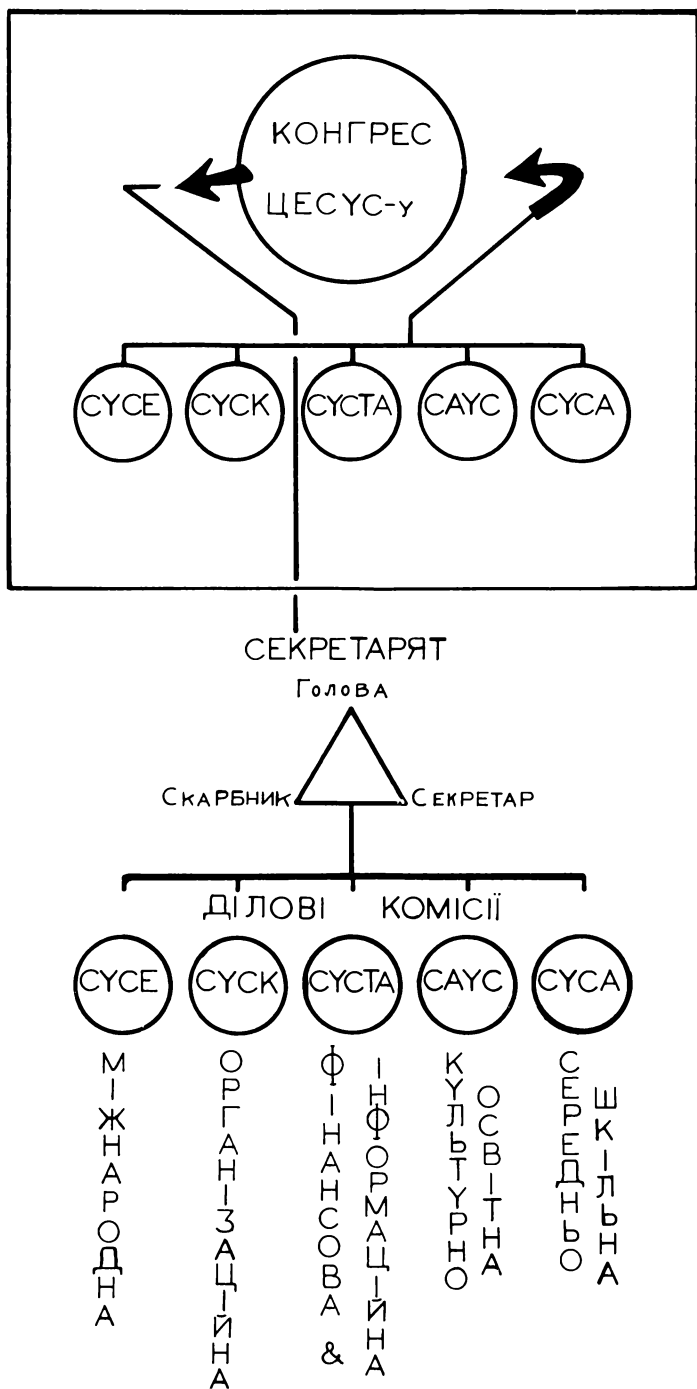 КОНГРЕС
ЦЕСУС-у
СУСЕ СУСК СУСТА САУС СУСА
СЕКРЕТАРЯТ
Голова
Скарбник Секретар
ДІЛОВІ КОМІСІЇ
СУСЕ СУСК СУСТА САУС СУСА
МІЖНАРОДНА
ОРГАНІЗАЦІЙНА
ФІНАНСОВА &
ІНФОРМАЦІЙНА
КУЛЬТУРНО
ОСВІТНА
СЕРЕДНЬО
ШКІЛЬНА